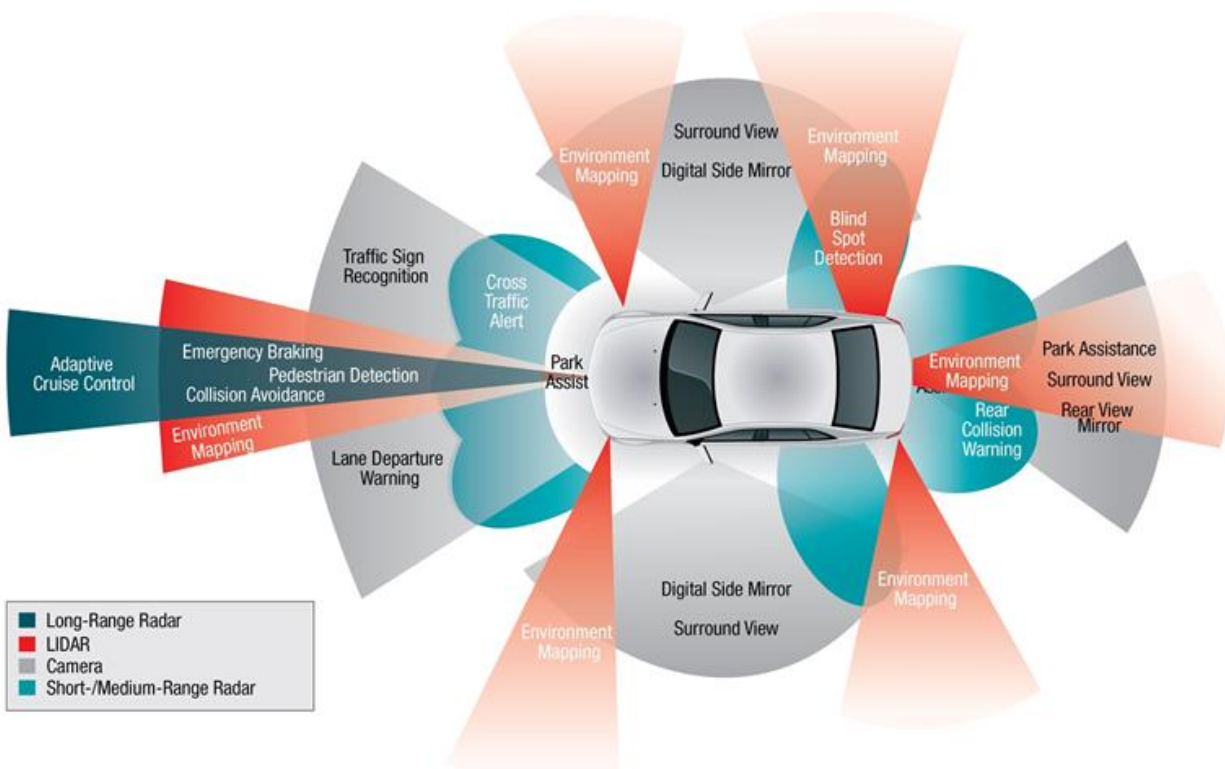 Surround View
Digital Side Mirror
Environment
Mapping
Environment
Mapping
Blind
Spot
Detection
Traffic Sign
Recognition
Cross
Traffic
Alert
Adaptive
Cruise Control
Emergency Braking
Pedestrian Detection
Collision Avoidance
Environment
Mapping
Lane Departure
Warning
Park
Assist
Environment
Mapping
Rear
Collision
Warning
Park Assistance
Surround View
Rear View
Mirror
Digital Side Mirror
Surround View
Environment
Mapping
Environment
Mapping
Long-Range Radar
LIDAR
Camera
Short-/Medium-Range Radar